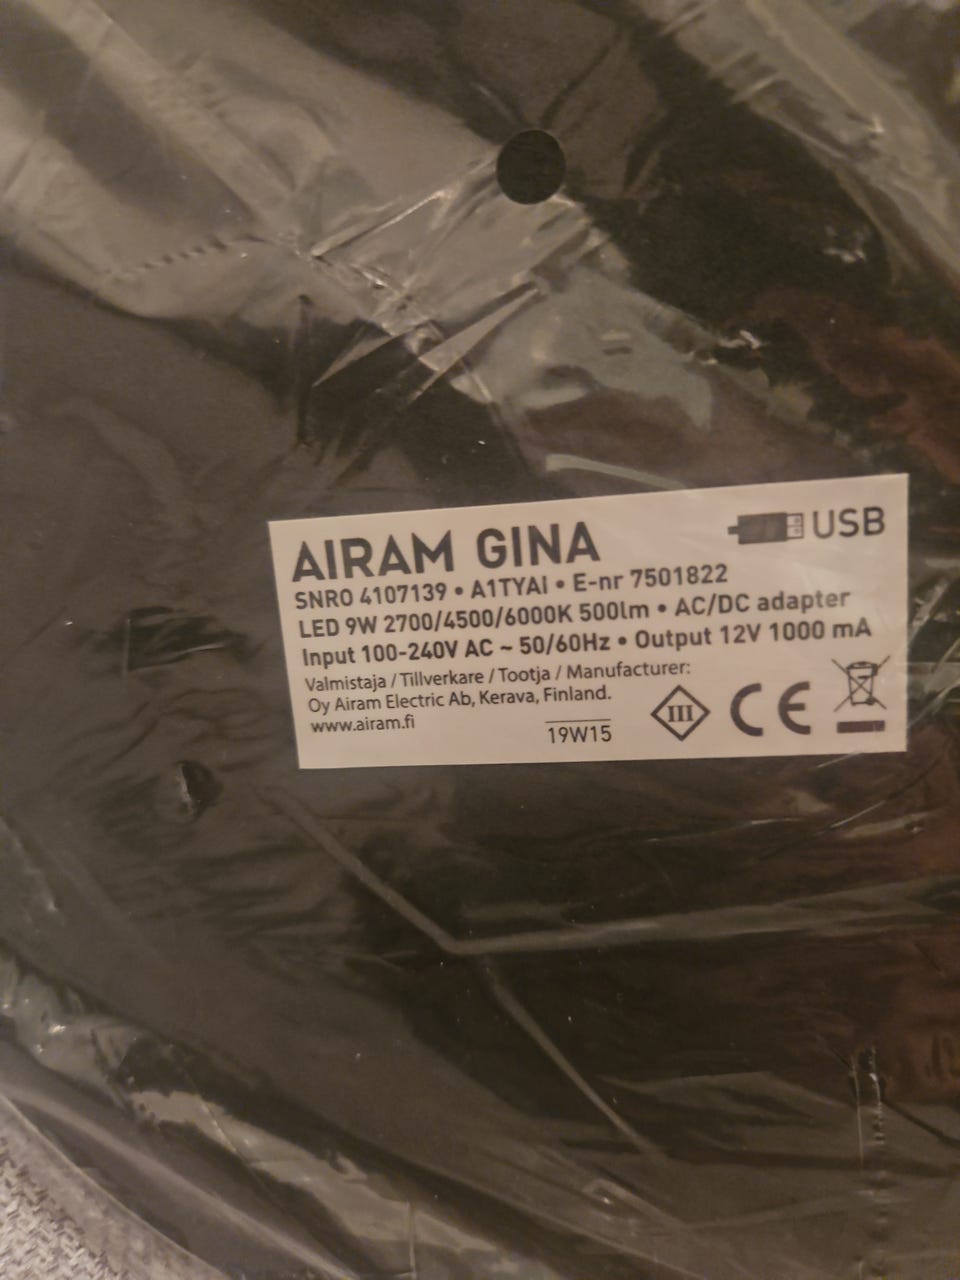 AIRAM GINA
USB
SNRO 4107139 • A1TYAI • E-nr 7501822
LED 9W 2700/4500/6000K 500lm • AC/DC adapter
Input 100-240V AC ~ 50/60Hz • Output 12V 1000 mA
Valmistaja / Tillverkare / Tootja / Manufacturer:
Oy Airam Electric Ab, Kerava, Finland.
www.airam.fi
19W15
III
CE